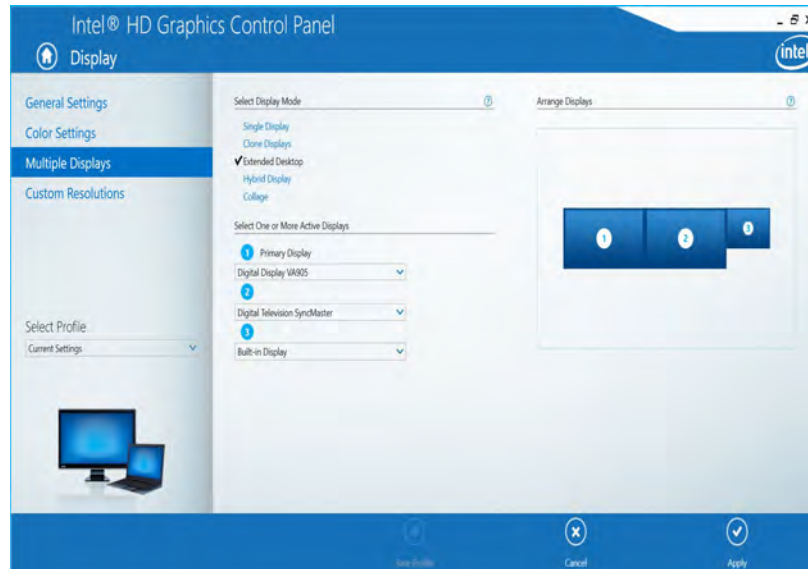 Intel® HD Graphics Control Panel
Display
intel
General Settings
Color Settings
Multiple Displays
Custom Resolutions
Select Profile
Current Settings
Select Display Mode
?
Single Display
Clone Displays
Extended Desktop
Hybrid Display
Collage
Select One or More Active Displays
1 Primary Display
Digital Display VA905
2
Digital Television SyncMaster
3
Built-in Display
Arrange Displays
?
1 2 3
Save Profile
Cancel
Apply